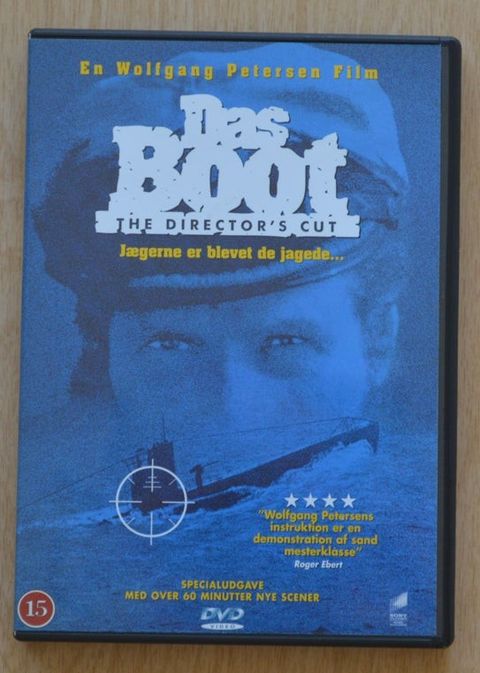 En Wolfgang Petersen Film
Das
Boot
THE DIRECTOR'S CUT
Jægerne er blevet de jagede...
"Wolfgang Petersens
instruktion er en
demonstration af sand
mesterklasse"
Roger Ebert
SPECIALUDGAVE
MED OVER 60 MINUTTER NYE SCENER
15
DVD
VIDEO
SONY